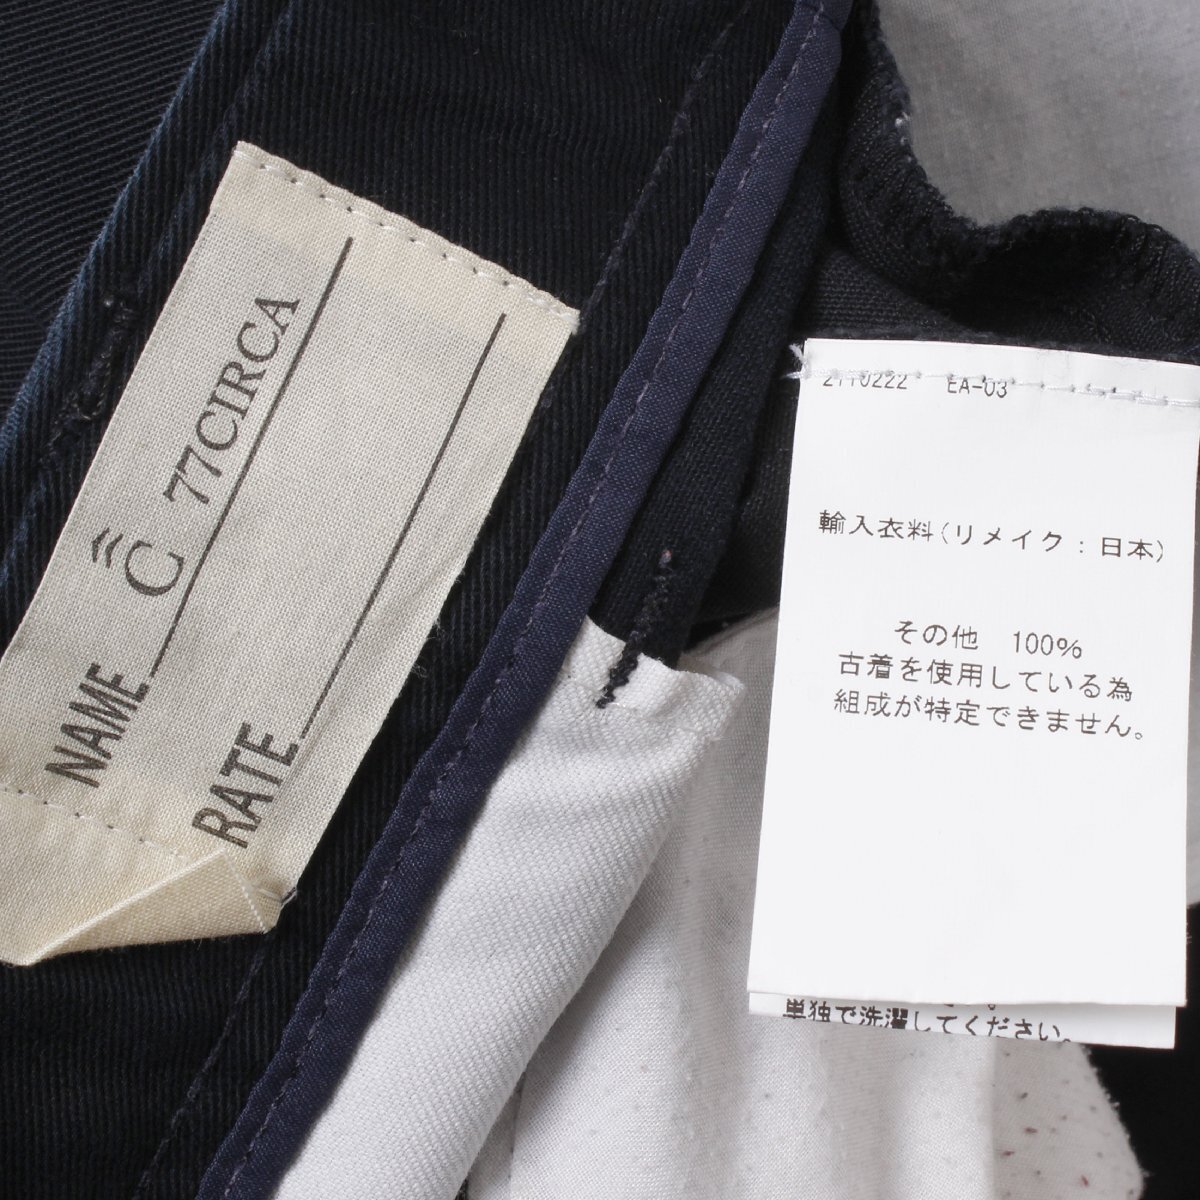 NAME C 77CIRCA
RATE
2110222 EA-03
輸入衣料(リメイク:日本)
その他 100%
古着を使用している為
組成が特定できません。
単独で洗濯してください。